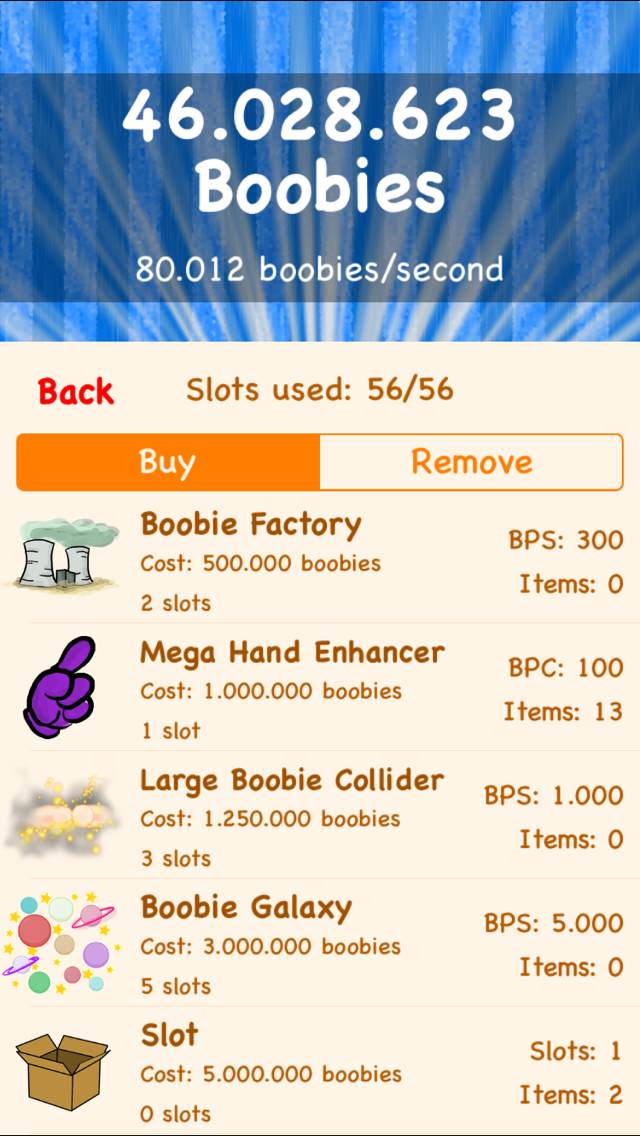 46.028.623
Boobies
80.012 boobies/second
Back
Slots used: 56/56
Buy
Remove
Boobie Factory
Cost: 500.000 boobies
2 slots
BPS: 300
Items: 0
Mega Hand Enhancer
Cost: 1.000.000 boobies
1 slot
BPC: 100
Items: 13
Large Boobie Collider
Cost: 1.250.000 boobies
3 slots
BPS: 1.000
Items: 0
Boobie Galaxy
Cost: 3.000.000 boobies
5 slots
BPS: 5.000
Items: 0
Slot
Cost: 5.000.000 boobies
0 slots
Slots: 1
Items: 2